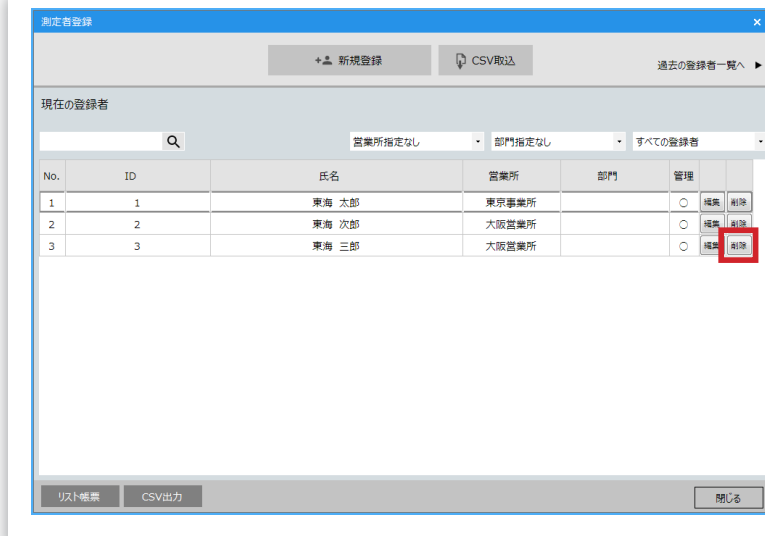 測定者登録 ×
+ 新規登録 CSV取込 過去の登録者一覧へ ▶
現在の登録者
営業所指定なし 部門指定なし すべての登録者
No. ID 氏名 営業所 部門 管理
1 1 東海 太郎 東京事業所 ○ 編集 削除
2 2 東海 次郎 大阪営業所 ○ 編集 削除
3 3 東海 三郎 大阪営業所 ○ 編集 削除
リスト帳票 CSV出力 閉じる